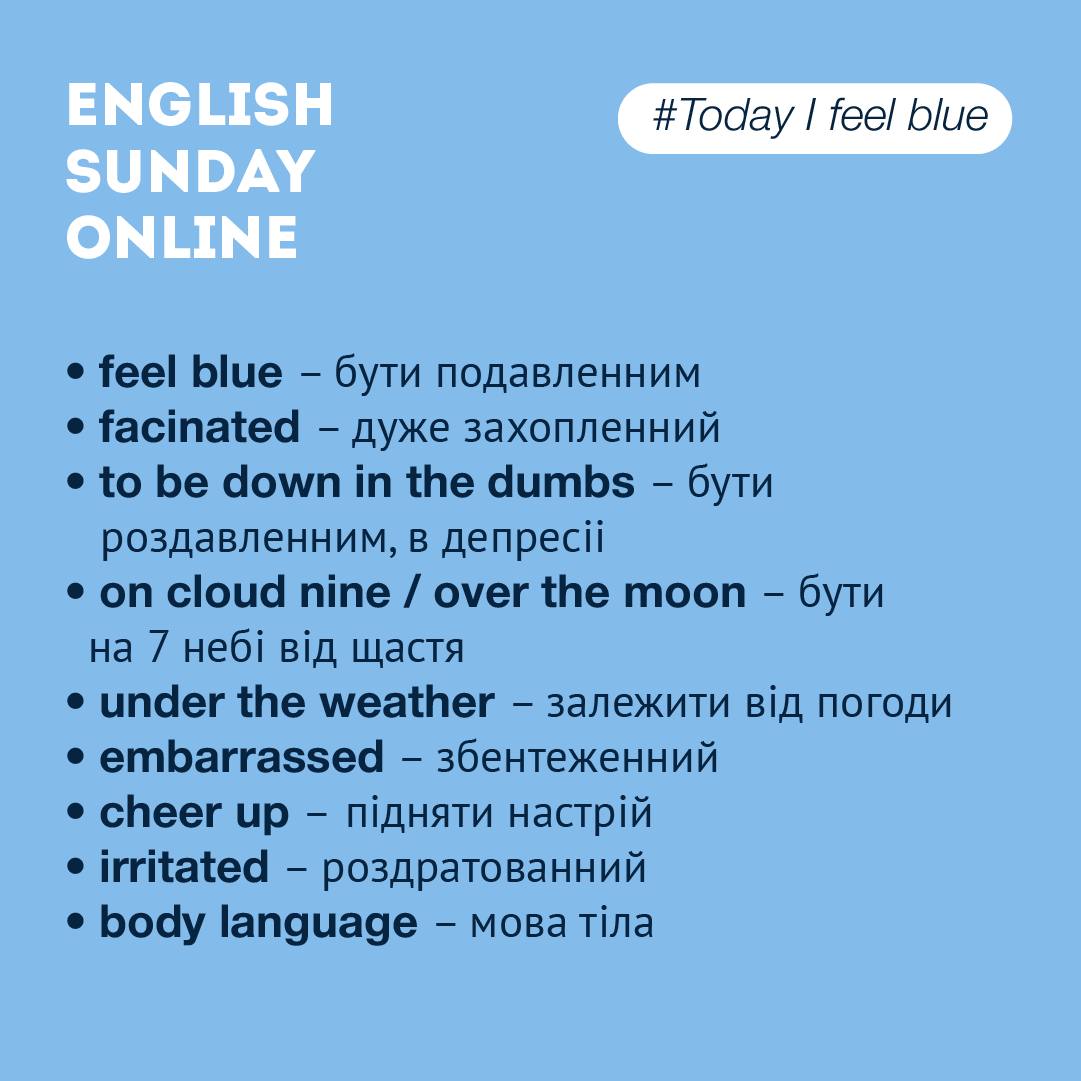 ENGLISH
SUNDAY
ONLINE
#Today I feel blue
• feel blue – бути подавленним
• facinated – дуже захопленний
• to be down in the dumbs – бути
роздавленним, в депресіі
• on cloud nine / over the moon – бути
на 7 небі від щастя
• under the weather – залежити від погоди
• embarrassed – збентеженний
• cheer up – підняти настрій
• irritated – роздратованний
• body language – мова тіла